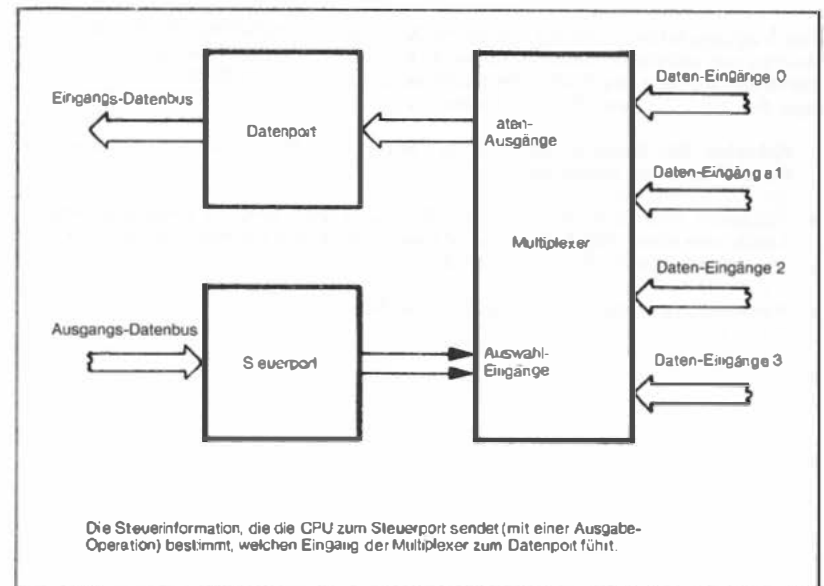 Daten-Eingänge 0
Eingangs-Datenbus
Datenport
aten-
Ausgänge
Daten-Eingänge 1
Multiplexer
Daten-Eingänge 2
Ausgangs-Datenbus
S euerport
Auswahl-
Eingänge
Daten-Eingänge 3
Die Steuerinformation, die die CPU zum Steuerport sendet (mit einer Ausgabe-
Operation) bestimmt, welchen Eingang der Multiplexer zum Datenport führt.